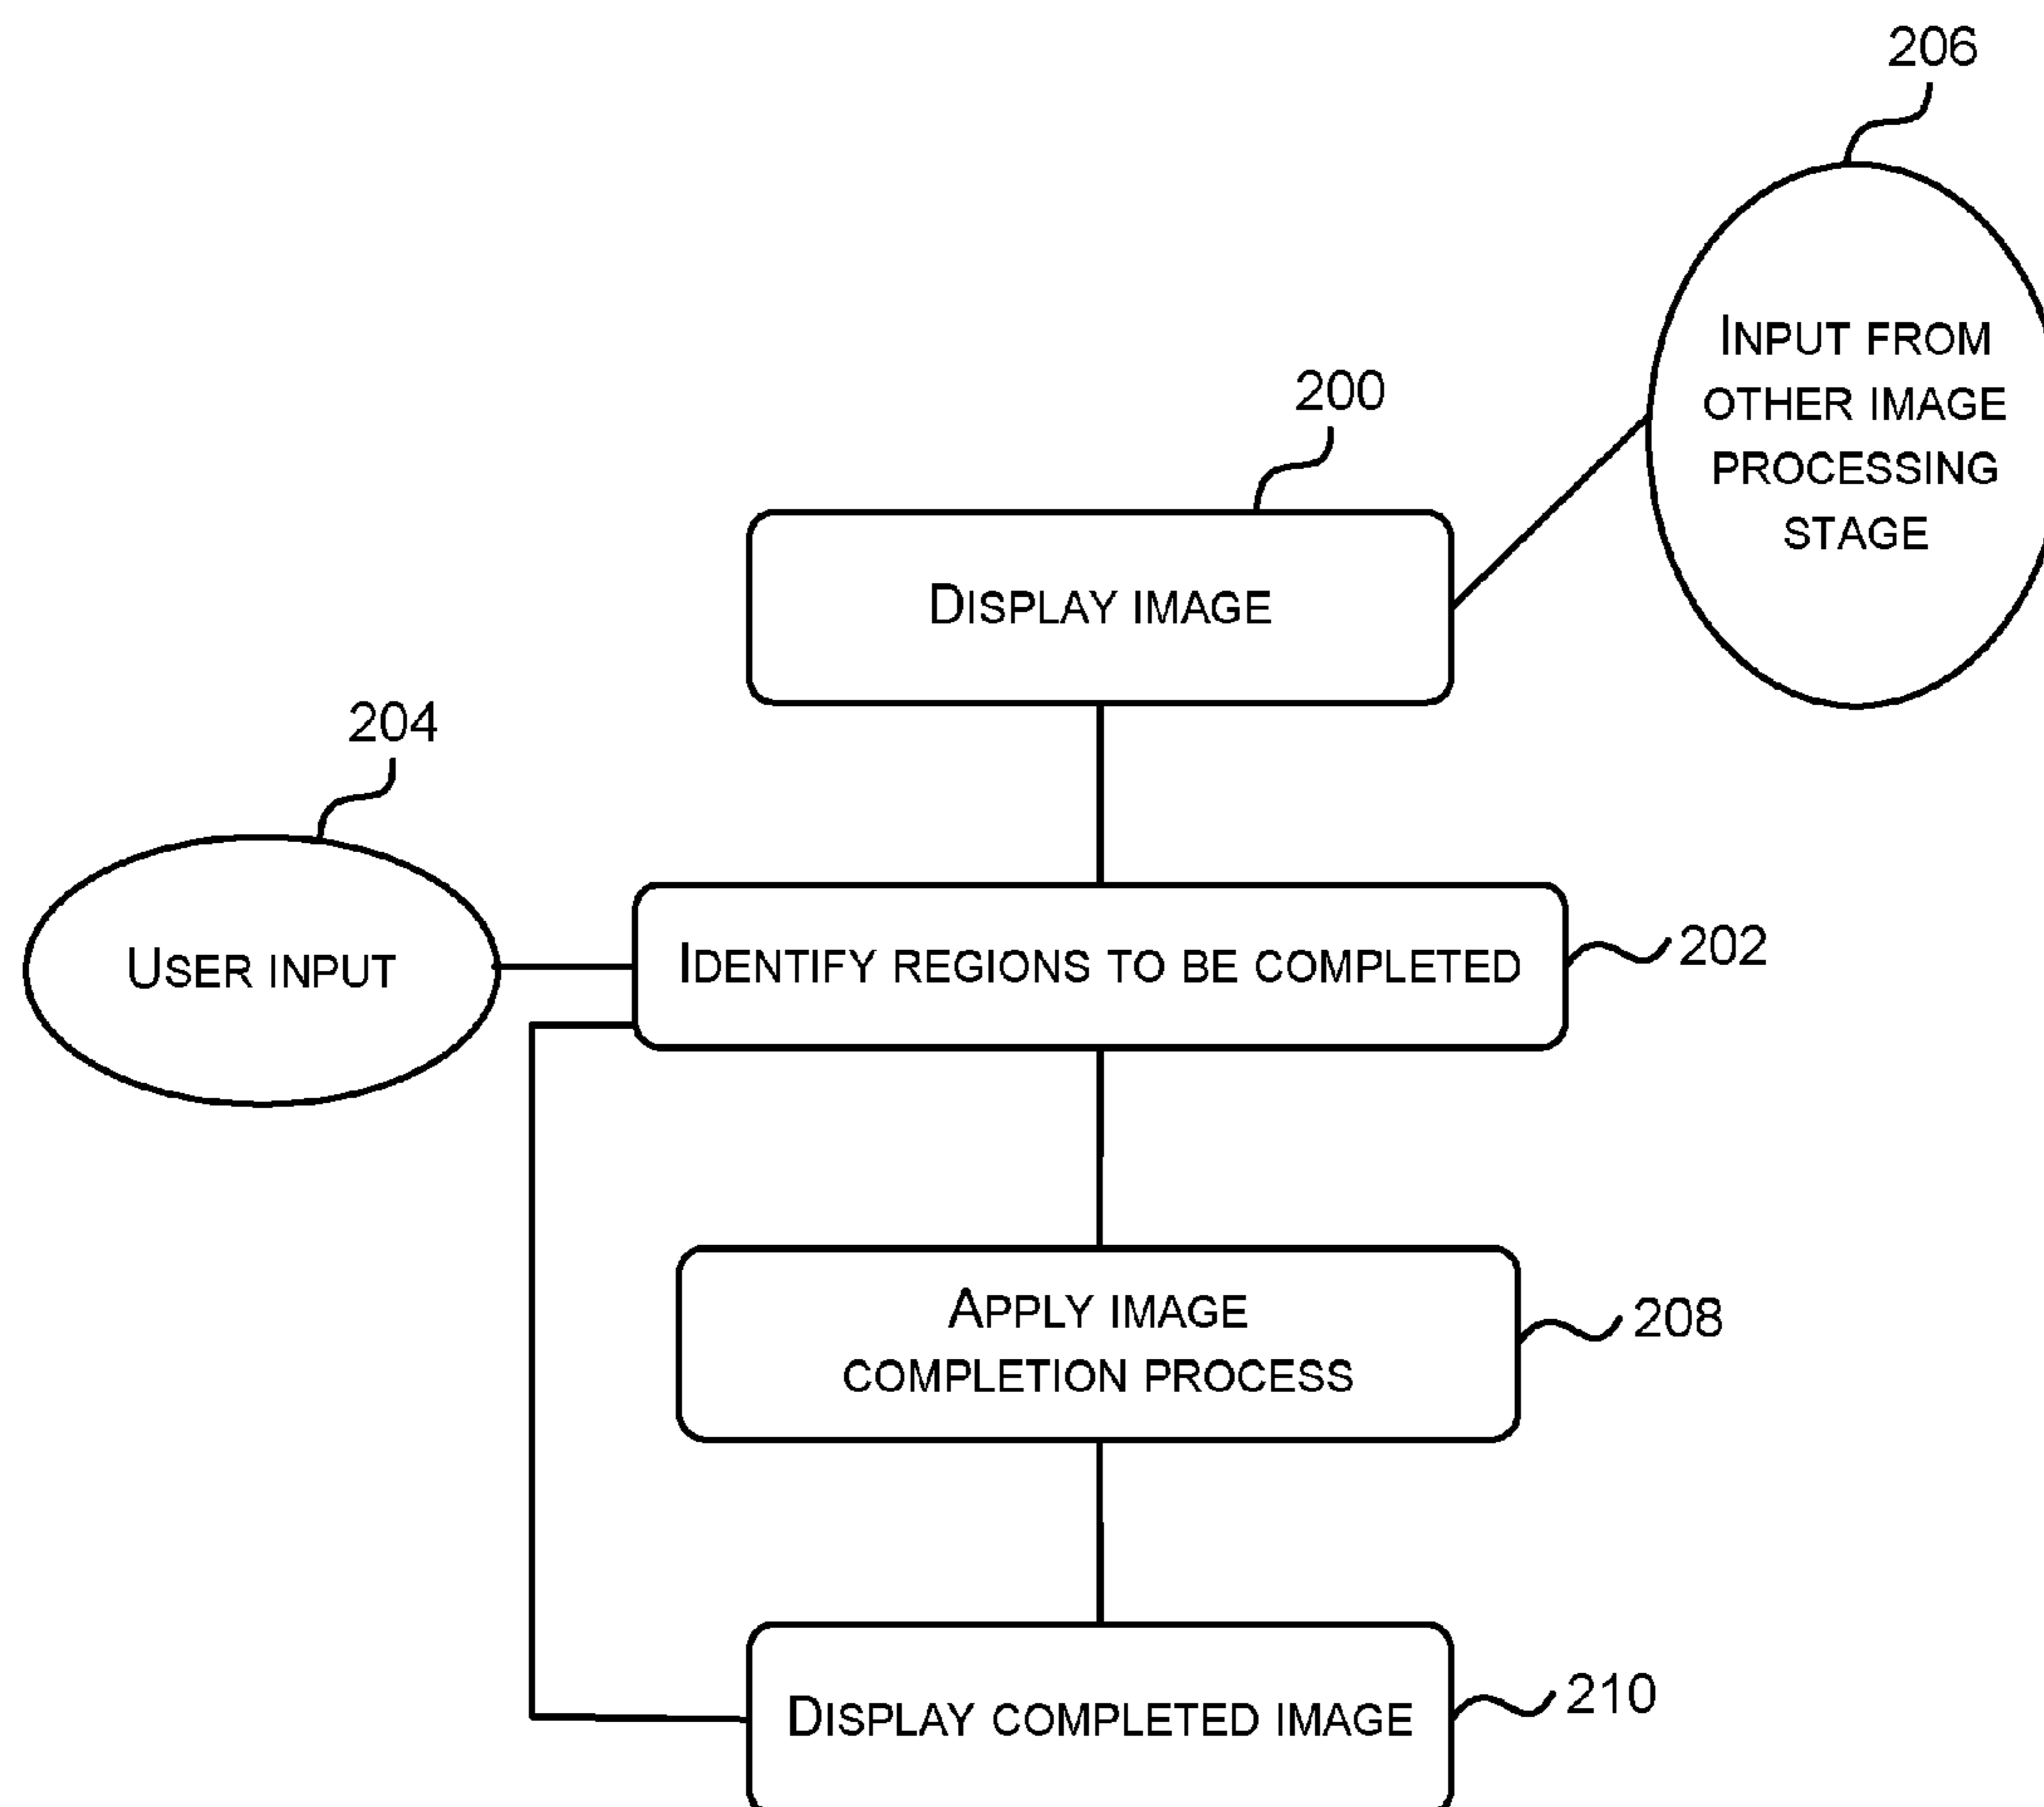 206
INPUT FROM
OTHER IMAGE
PROCESSING
STAGE
200
DISPLAY IMAGE
204
USER INPUT
IDENTIFY REGIONS TO BE COMPLETED
202
APPLY IMAGE
COMPLETION PROCESS
208
DISPLAY COMPLETED IMAGE
210